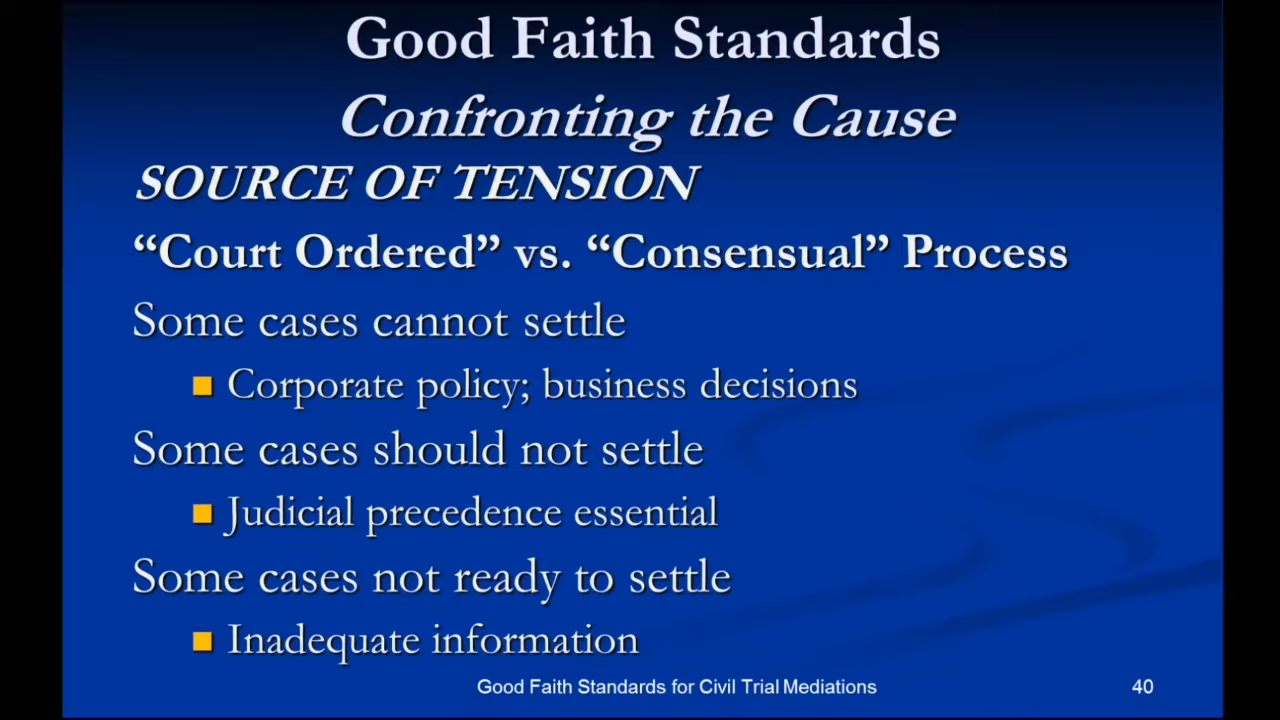 Good Faith Standards
Confronting the Cause
SOURCE OF TENSION
“Court Ordered” vs. “Consensual” Process
Some cases cannot settle
Corporate policy; business decisions
Some cases should not settle
Judicial precedence essential
Some cases not ready to settle
Inadequate information
Good Faith Standards for Civil Trial Mediations
40